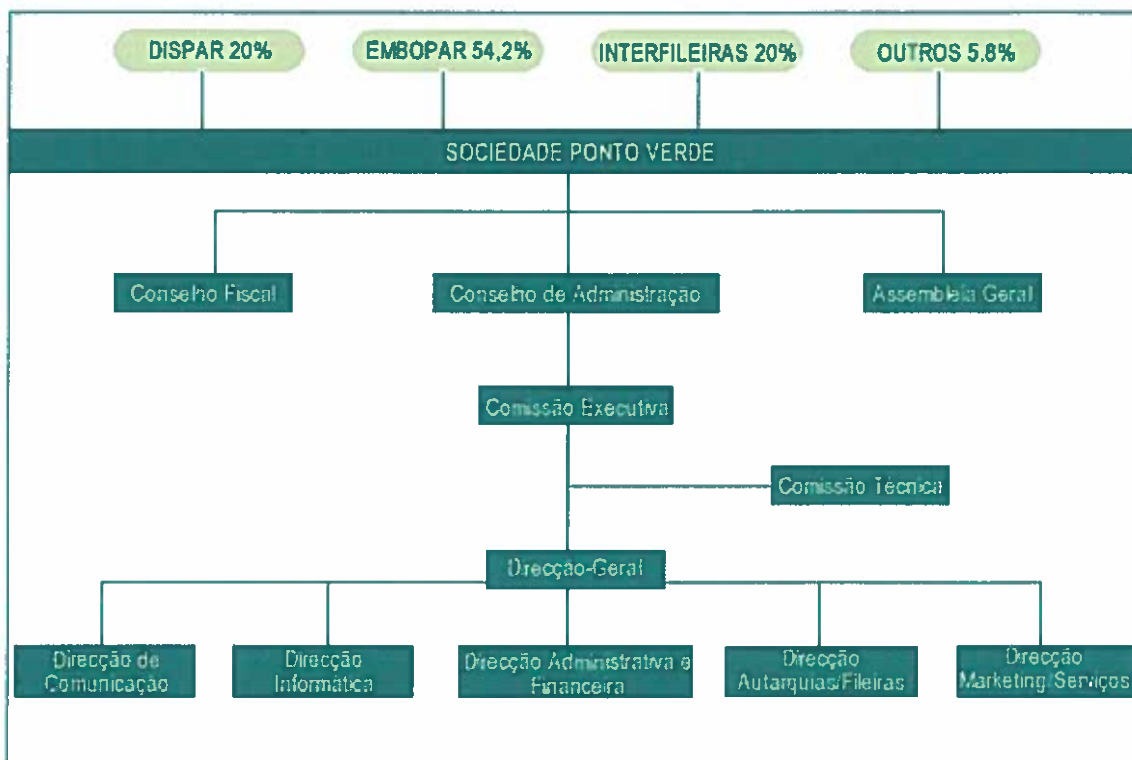 DISPAR 20%
EMBOPAR 54,2%
INTERFILEIRAS 20%
OUTROS 5.8%
SOCIEDADE PONTO VERDE
Conselho Fiscal
Conselho de Administração
Assembleia Geral
Comissão Executiva
Comissão Técnica
Direcção-Geral
Direcção de
Comunicação
Direcção
Informática
Direcção Administrativa e
Financeira
Direcção
Autarquias/Fileiras
Direcção
Marketing/Serviços